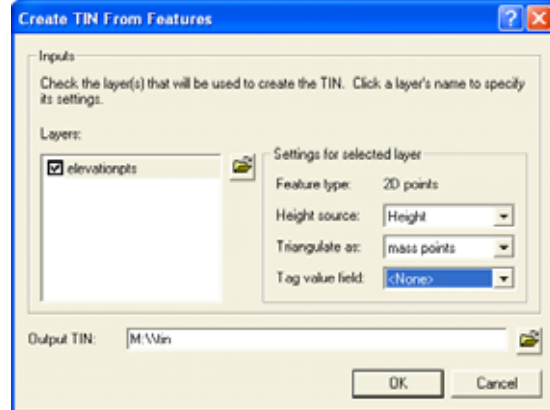 Create TIN From Features
Inputs
Check the layer(s) that will be used to create the TIN. Click a layer's name to specify
its settings.
Layers:
elevationpts
Settings for selected layer
Feature type: 2D points
Height source: Height
Triangulate as: mass points
Tag value field: <None>
Output TIN: M:\\tin
OK Cancel